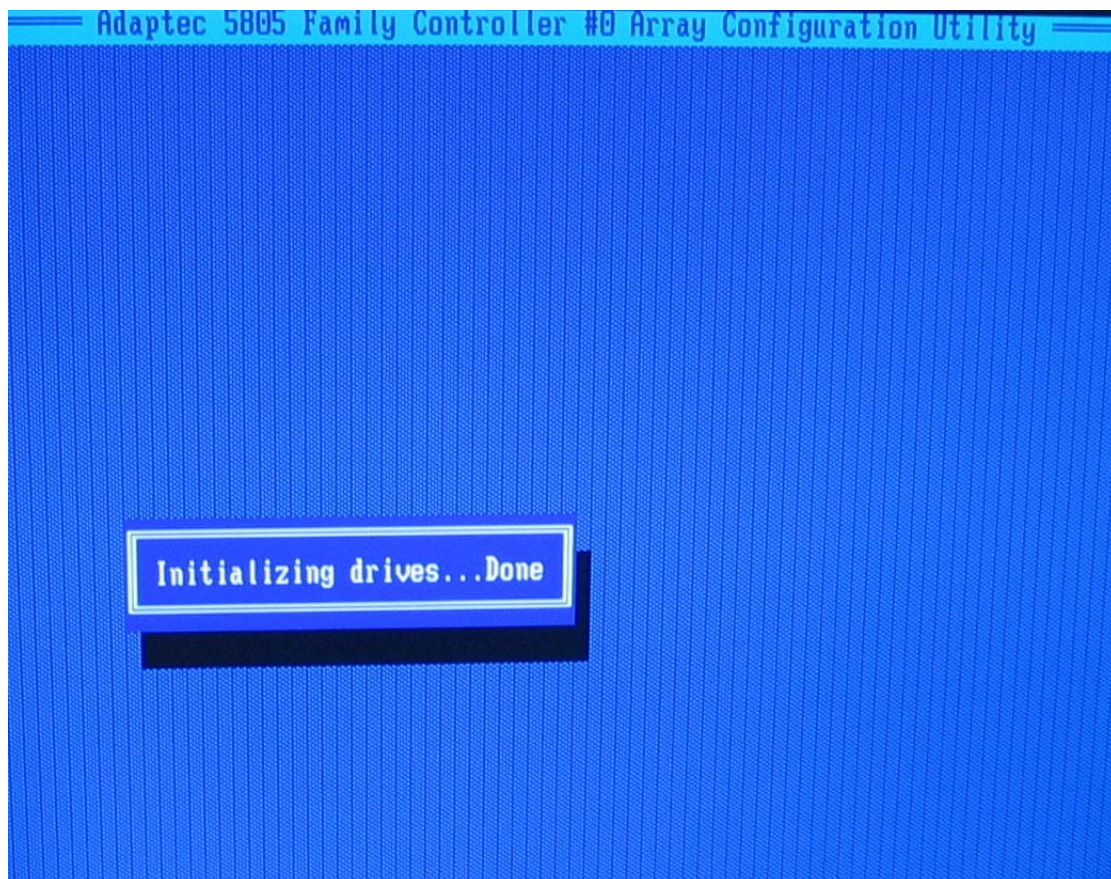 Adaptec 5805 Family Controller #0 Array Configuration Utility
Initializing drives...Done